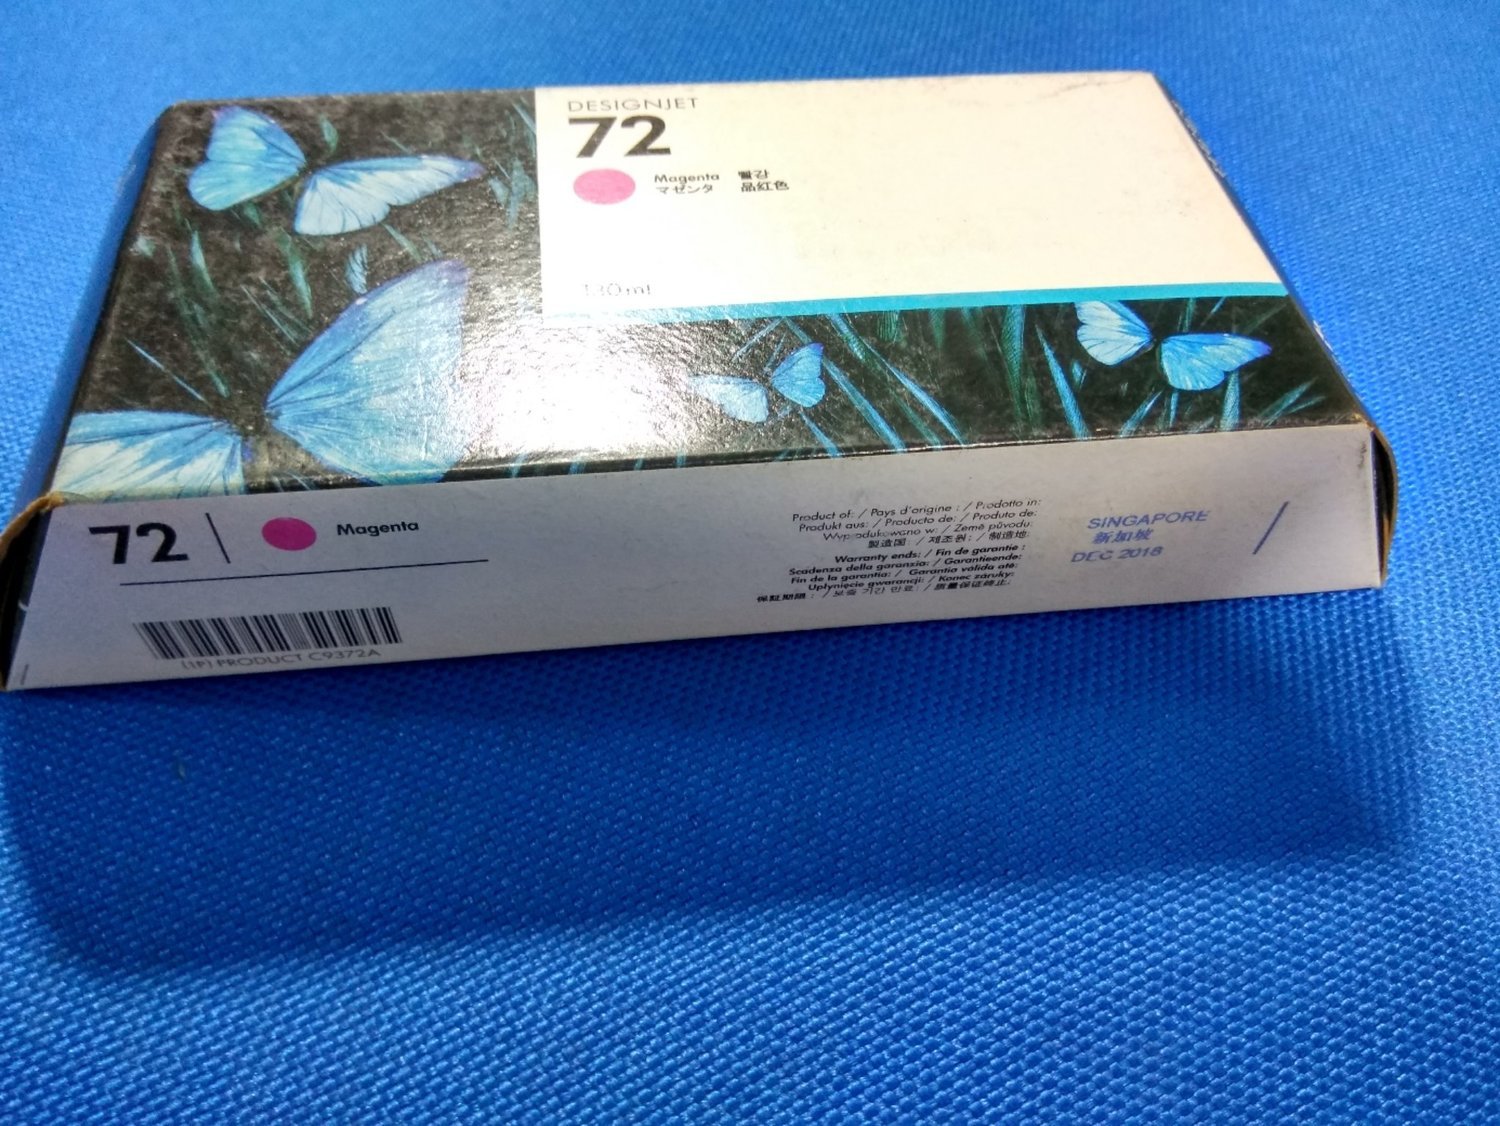 DESIGNJET
72
Magenta 빨강
マゼンタ 品紅色
130 ml
72 | Magenta
(1P) PRODUCT C9372A
Product of: / Pays d'origine : / Prodotto in:
Produkt aus: / Producto de: / Produto de:
Wyprodukowano w: / Země původu:
製造国 / 제조원: / 制造地:
Warranty ends: / Fin de garantie :
Scadenza della garanzia: / Garantieende:
Fin de la garantía: / Garantia válida até:
Upłynięcie gwarancji: / Konec záruky:
保証期限 : / 보증 기간 만료: / 质量保证终止:
SINGAPORE
新加坡
DEC 2018